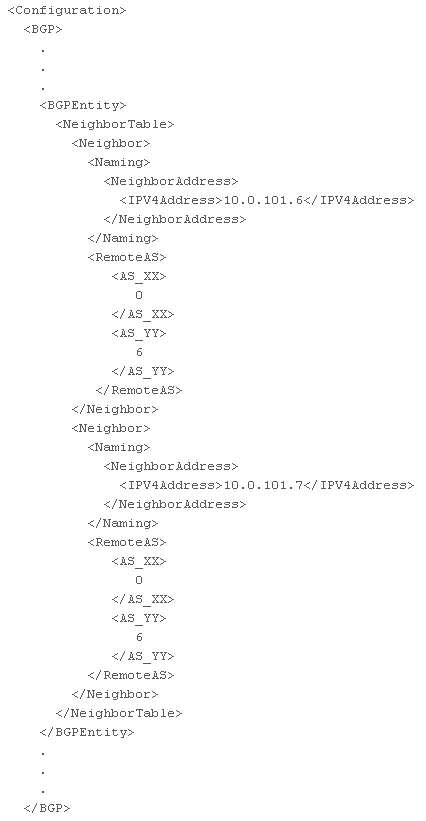 <Configuration>
<BGP>
.
.
.
<BGPEntity>
<NeighborTable>
<Neighbor>
<Naming>
<NeighborAddress>
<IPV4Address>10.0.101.6</IPV4Address>
</NeighborAddress>
</Naming>
<RemoteAS>
<AS_XX>
0
</AS_XX>
<AS_YY>
6
</AS_YY>
</RemoteAS>
</Neighbor>
<Neighbor>
<Naming>
<NeighborAddress>
<IPV4Address>10.0.101.7</IPV4Address>
</NeighborAddress>
</Naming>
<RemoteAS>
<AS_XX>
0
</AS_XX>
<AS_YY>
6
</AS_YY>
</RemoteAS>
</Neighbor>
</NeighborTable>
</BGPEntity>
.
.
.
</BGP>